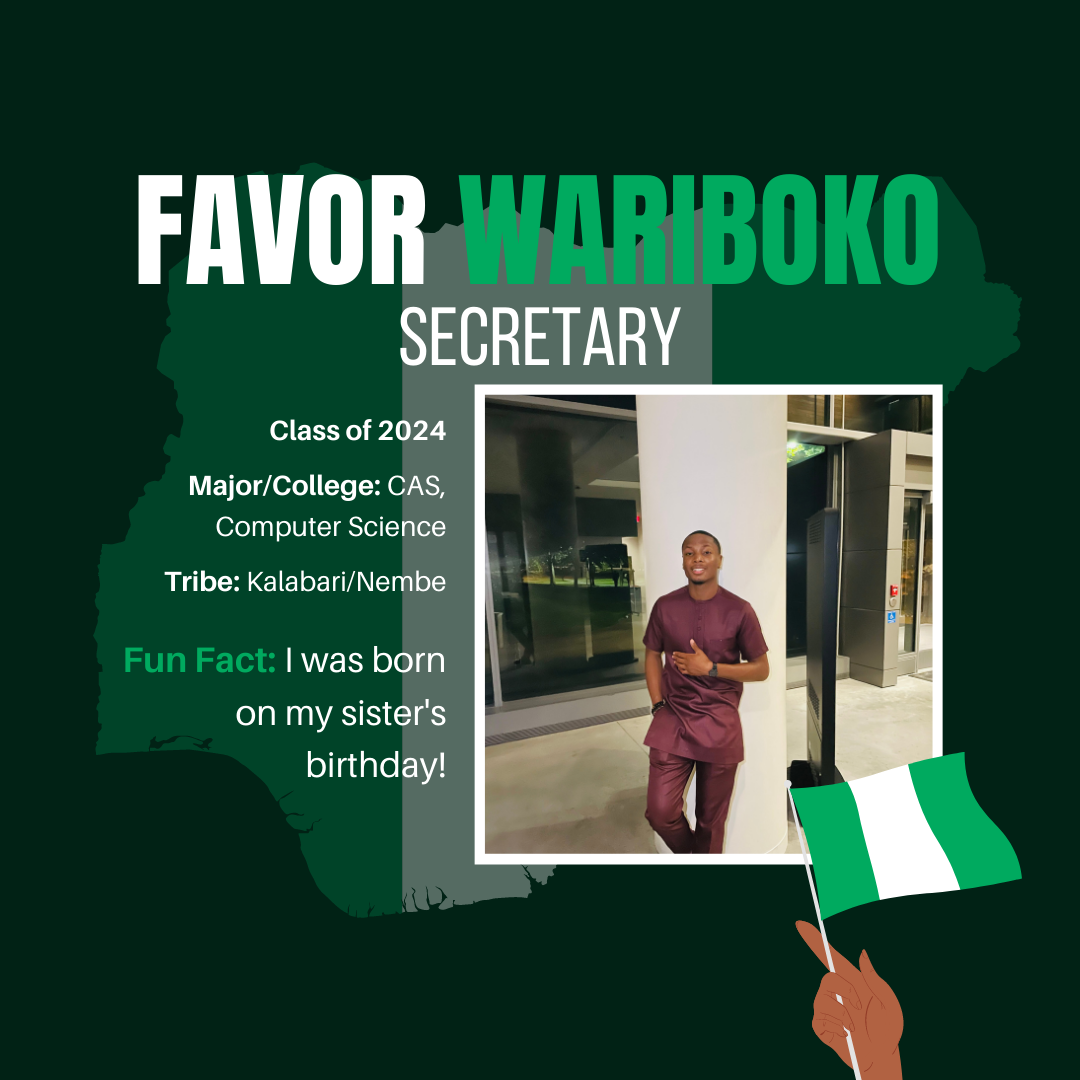 FAVOR WARIBOKO
SECRETARY
Class of 2024
Major/College: CAS,
Computer Science
Tribe: Kalabari/Nembe
Fun Fact: I was born
on my sister's
birthday!